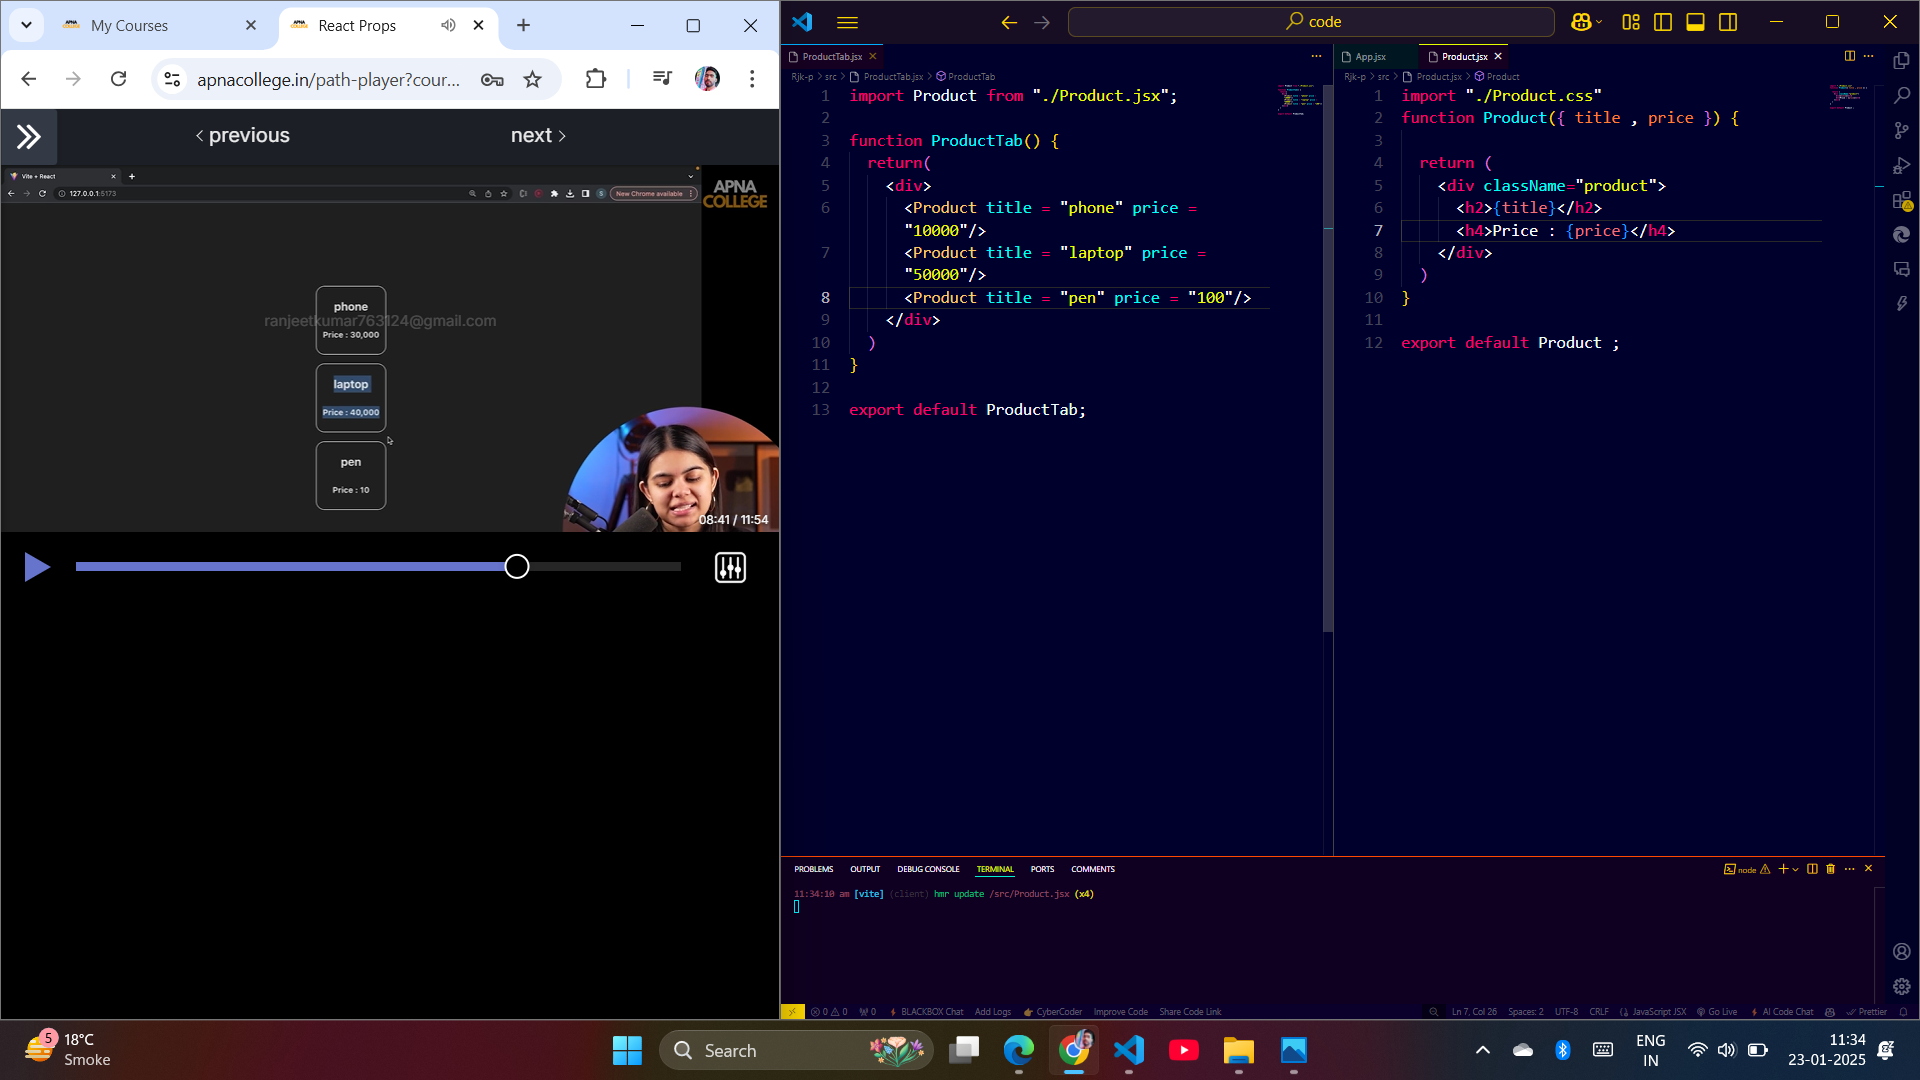 My Courses
React Props
apnacollege.in/path-player?cour...
previous
next
Vite + React
127.0.0.1:5173
New Chrome available
APNA
COLLEGE
phone
Price : 30,000
ranjeetkumar763124@gmail.com
laptop
Price : 40,000
pen
Price : 10
08:41 / 11:54
code
ProductTab.jsx
Rjk-p > src > ProductTab.jsx > ProductTab
1 import Product from "./Product.jsx";
2
3 function ProductTab() {
4 return(
5 <div>
6 <Product title = "phone" price =
"10000"/>
7 <Product title = "laptop" price =
"50000"/>
8 <Product title = "pen" price = "100"/>
9 </div>
10 )
11 }
12
13 export default ProductTab;
App.jsx
Product.jsx
Rjk-p > src > Product.jsx > Product
1 import "./Product.css"
2 function Product({ title , price }) {
3
4 return (
5 <div className="product">
6 <h2>{title}</h2>
7 <h4>Price : {price}</h4>
8 </div>
9 )
10 }
11
12 export default Product ;
PROBLEMS
OUTPUT
DEBUG CONSOLE
TERMINAL
PORTS
COMMENTS
node
11:34:10 am [vite] (client) hmr update /src/Product.jsx (x4)
0 0
0
BLACKBOX Chat
Add Logs
CyberCoder
Improve Code
Share Code Link
Ln 7, Col 26
Spaces: 2
UTF-8
CRLF
JavaScript JSX
Go Live
AI Code Chat
Prettier
5
18°C
Smoke
Search
ENG
IN
11:34
23-01-2025